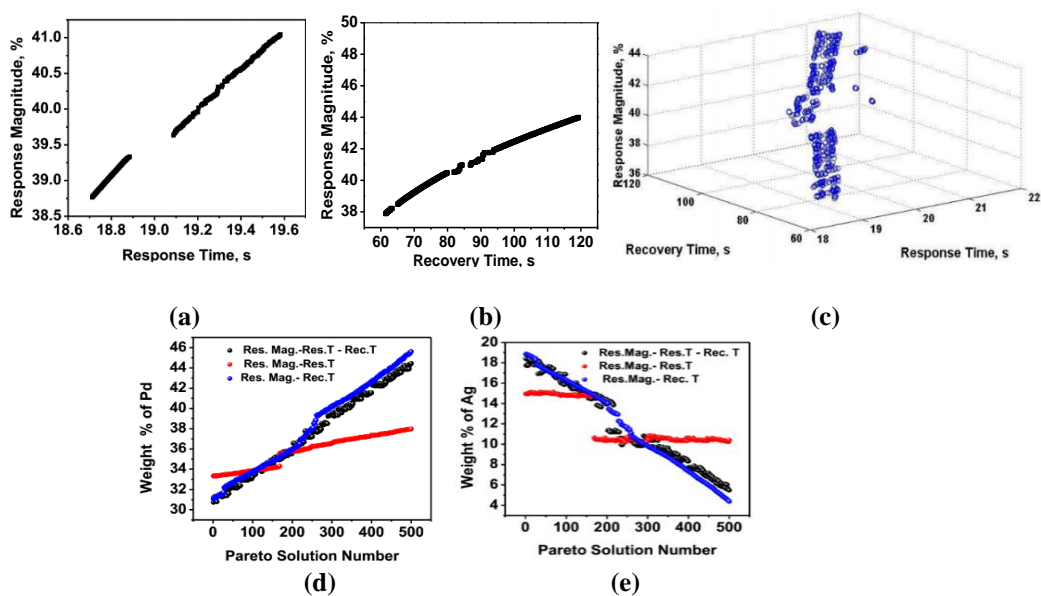 41.0
40.5
40.0
39.5
39.0
38.5
18.6 18.8 19.0 19.2 19.4 19.6
Response Magnitude, %
Response Time, s
50
48
46
44
42
40
38
60 70 80 90 100 110 120
Response Magnitude, %
Recovery Time, s
44
42
40
38
36
120
100
80
60
18
19
20
21
22
Response Magnitude, %
Recovery Time, s
Response Time, s
(a) (b) (c)
46
44
42
40
38
36
34
32
30
0 100 200 300 400 500
Weight % of Pd
Pareto Solution Number
Res. Mag.-Res.T - Rec.T
Res. Mag.-Res.T
Res. Mag.- Rec.T
20
18
16
14
12
10
8
6
4
0 100 200 300 400 500
Weight % of Ag
Pareto Solution Number
Res.Mag.- Res.T - Rec. T
Res.Mag.- Res.T
Res.Mag.- Rec. T
(d) (e)